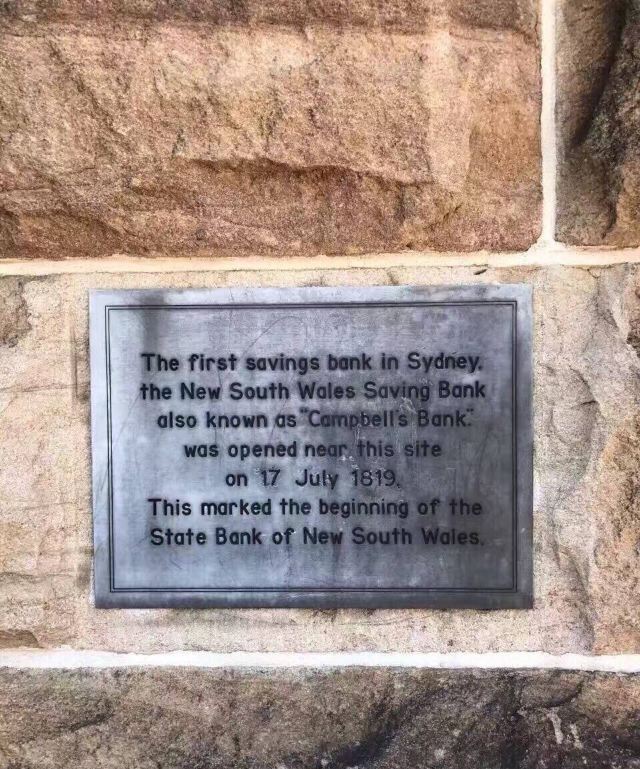 The first savings bank in Sydney,
the New South Wales Saving Bank
also known as "Campbell's Bank."
was opened near this site
on 17 July 1819.
This marked the beginning of the
State Bank of New South Wales.